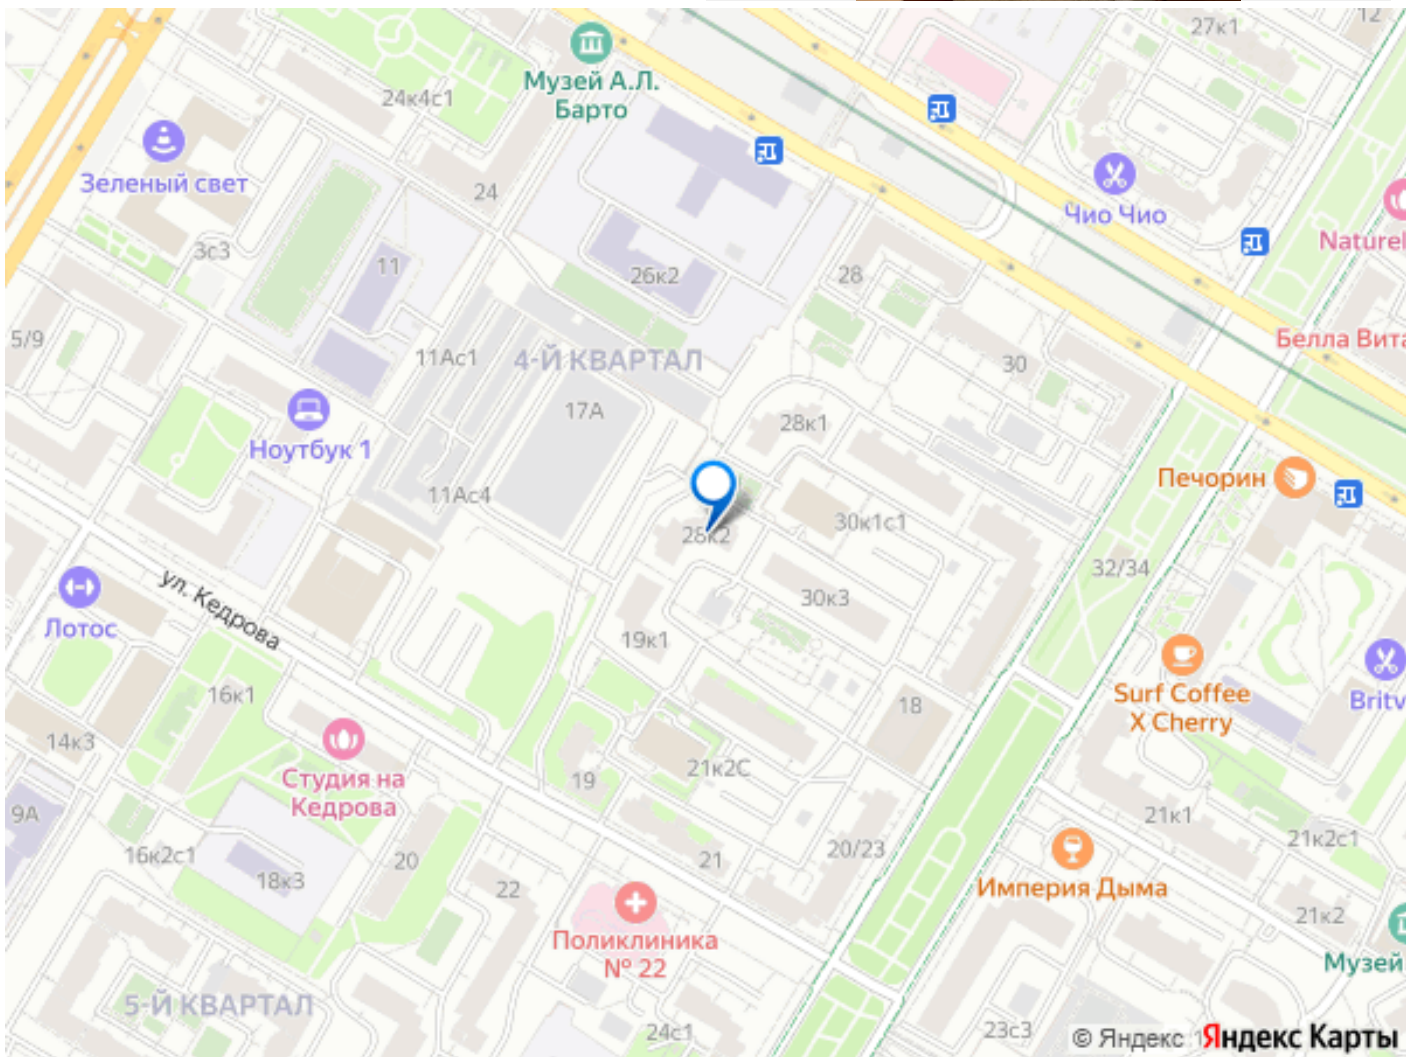 27к1
12
Музей А.Л.
Барто
24к4с1
Зеленый свет
24
Чио Чио
3с3
11
26к2
28
Naturel
5/9
11Ас1
4-Й КВАРТАЛ
30
Белла Вита
17А
Ноутбук 1
28к1
Печорин
11Ас4
28к2
30к1с1
32/34
ул. Кедрова
Лотос
30к3
19к1
16к1
18
Surf Coffee
X Cherry
Britv
14к3
Студия на
Кедрова
19
21к2С
9А
21к1
16к2с1
18к3
20
22
21
20/23
21к2с1
Империя Дыма
21к2
Поликлиника
№ 22
Музей
5-Й КВАРТАЛ
24с1
23с3
© Яндекс
Яндекс Карты